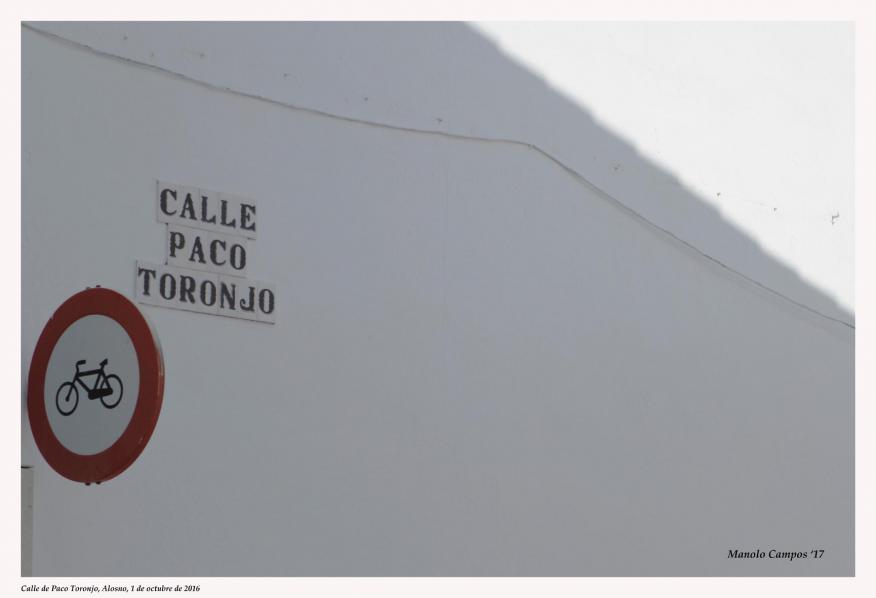 CALLE
PACO
TORONJO
Manolo Campos '17
Calle de Paco Toronjo, Alosno, 1 de octubre de 2016